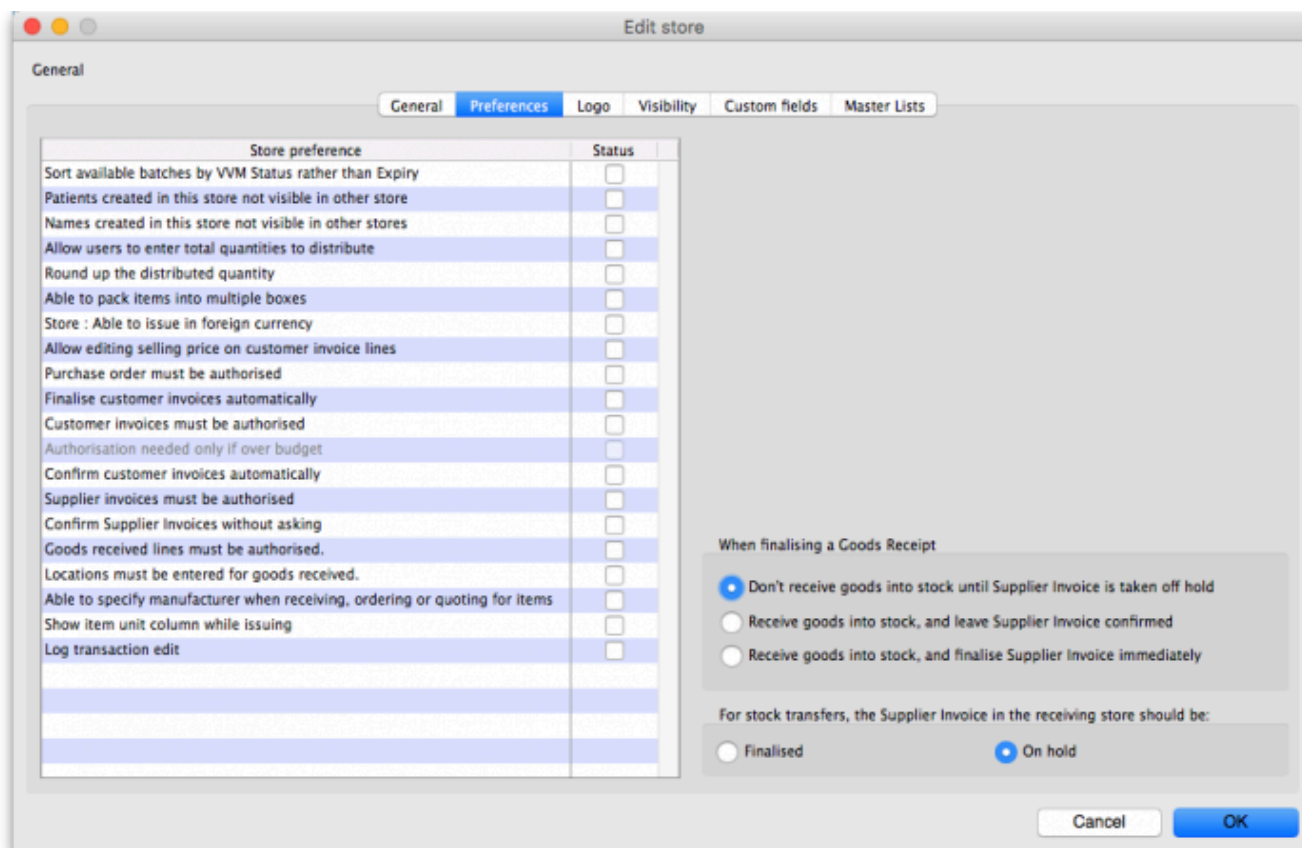 Edit store
General
General Preferences Logo Visibility Custom fields Master Lists
Store preference Status
Sort available batches by VVM Status rather than Expiry
Patients created in this store not visible in other store
Names created in this store not visible in other stores
Allow users to enter total quantities to distribute
Round up the distributed quantity
Able to pack items into multiple boxes
Store : Able to issue in foreign currency
Allow editing selling price on customer invoice lines
Purchase order must be authorised
Finalise customer invoices automatically
Customer invoices must be authorised
Authorisation needed only if over budget
Confirm customer invoices automatically
Supplier invoices must be authorised
Confirm Supplier Invoices without asking
Goods received lines must be authorised.
Locations must be entered for goods received.
Able to specify manufacturer when receiving, ordering or quoting for items
Show item unit column while issuing
Log transaction edit
When finalising a Goods Receipt
Don't receive goods into stock until Supplier Invoice is taken off hold
Receive goods into stock, and leave Supplier Invoice confirmed
Receive goods into stock, and finalise Supplier Invoice immediately
For stock transfers, the Supplier Invoice in the receiving store should be:
Finalised On hold
Cancel OK